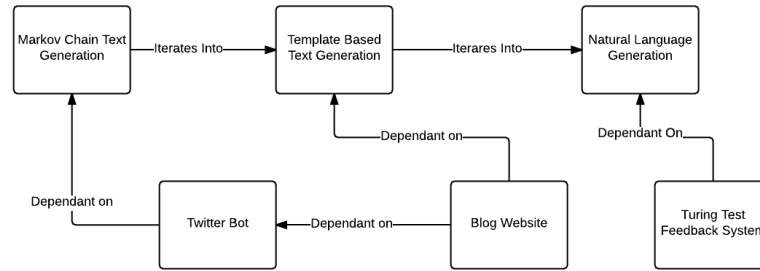 Markov Chain Text
Generation
Iterates Into
Template Based
Text Generation
Iterares Into
Natural Language
Generation
Dependant on
Dependant On
Dependant on
Twitter Bot
Dependant on
Blog Website
Turing Test
Feedback System